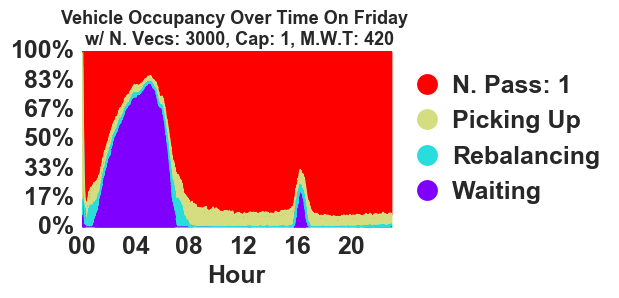 Vehicle Occupancy Over Time On Friday
w/ N. Vecs: 3000, Cap: 1, M.W.T: 420
100%
83%
67%
50%
33%
17%
0%
00 04 08 12 16 20
Hour
N. Pass: 1
Picking Up
Rebalancing
Waiting